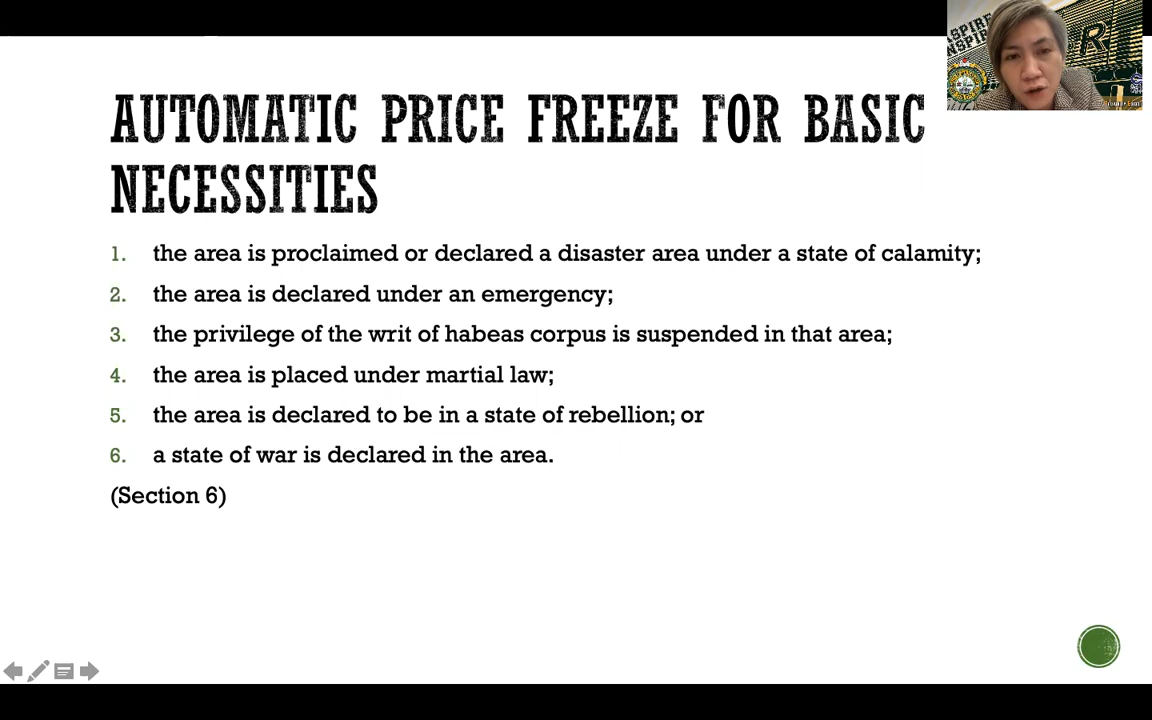 AUTOMATIC PRICE FREEZE FOR BASIC
NECESSITIES
1. the area is proclaimed or declared a disaster area under a state of calamity;
2. the area is declared under an emergency;
3. the privilege of the writ of habeas corpus is suspended in that area;
4. the area is placed under martial law;
5. the area is declared to be in a state of rebellion; or
6. a state of war is declared in the area.
(Section 6)